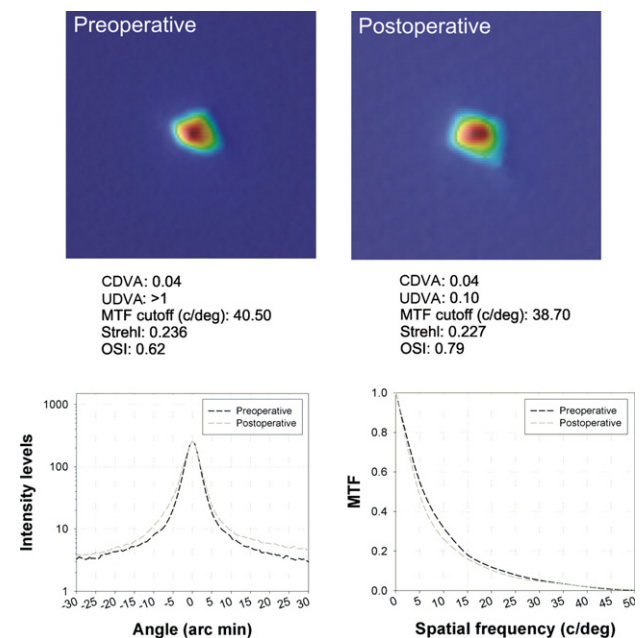 Preoperative
Postoperative
CDVA: 0.04
UDVA: >1
MTF cutoff (c/deg): 40.50
Strehl: 0.236
OSI: 0.62
CDVA: 0.04
UDVA: 0.10
MTF cutoff (c/deg): 38.70
Strehl: 0.227
OSI: 0.79
Intensity levels
1000
100
10
1
Preoperative
Postoperative
-30 -25 -20 -15 -10 -5 0 5 10 15 20 25 30
Angle (arc min)
MTF
1.0
0.8
0.6
0.4
0.2
0.0
Preoperative
Postoperative
0 5 10 15 20 25 30 35 40 45 50
Spatial frequency (c/deg)